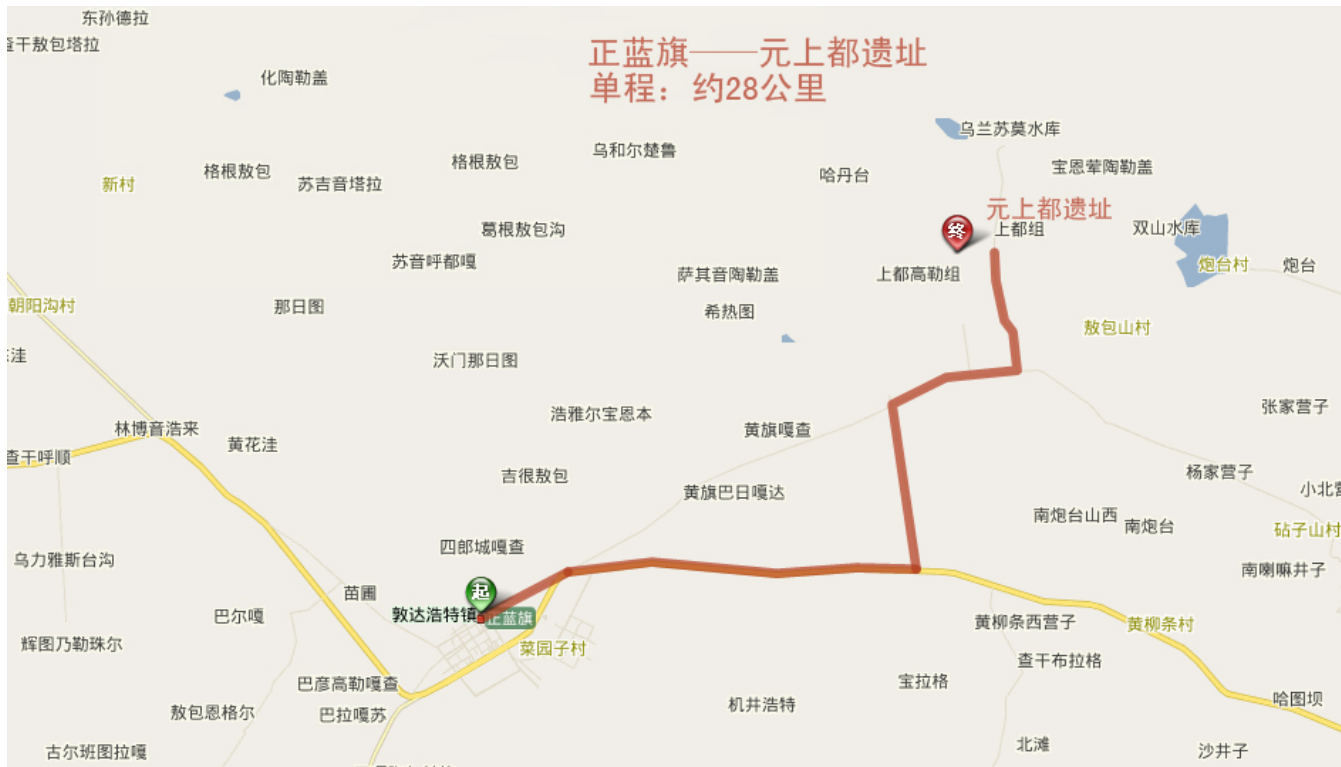 东孙德拉
查干敖包塔拉
正蓝旗——元上都遗址
单程：约28公里
化陶勒盖
乌兰苏莫水库
乌和尔楚鲁
格根敖包
宝恩荤陶勒盖
格根敖包
哈丹台
新村
苏吉音塔拉
元上都遗址
终
上都组
双山水库
葛根敖包沟
苏音呼都嘎
萨其音陶勒盖
上都高勒组
炮台村
炮台
朝阳沟村
那日图
希热图
敖包山村
沃门那日图
张家营子
浩雅尔宝恩本
林博音浩来
黄旗嘎查
黄花洼
查干呼顺
吉很敖包
杨家营子
黄旗巴日嘎达
小北营
南炮台山西
南炮台
砧子山村
四郎城嘎查
乌力雅斯台沟
南喇嘛井子
苗圃
起
敦达浩特镇
正蓝旗
巴尔嘎
黄柳条西营子
黄柳条村
辉图乃勒珠尔
菜园子村
查干布拉格
巴彦高勒嘎查
宝拉格
哈图坝
机井浩特
敖包恩格尔
巴拉嘎苏
北滩
沙井子
古尔班图拉嘎